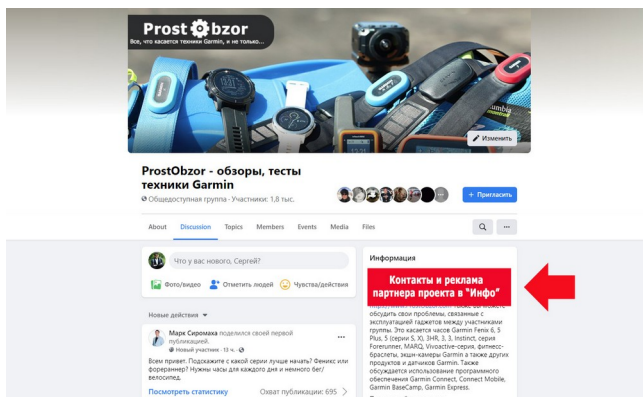 Prost bzor
Все, что касается техники Garmin, и не только...
Columbia
Изменить
ProstObzor - обзоры, тесты
техники Garmin
Общедоступная группа · Участники: 1,8 тыс.
+ Пригласить
About Discussion Topics Members Events Media Files
Что у вас нового, Сергей?
Фото/видео Отметить людей Чувства/действия
Новые действия
Марк Сиромаха поделился своей первой
публикацией.
Новый участник · 13 ч. ·
Всем привет. Подскажите с какой серии лучше начать? Феникс или
форераннер? Нужны часы для каждого дня и немного бег/
велосипед.
Посмотреть статистику Охват публикации: 695
Информация
Контакты и реклама
партнера проекта в "Инфо"
обсудить свои проблемы, связанные с
эксплуатацией гаджетов между участниками
группы. Это касается часов Garmin Fenix 6, 5
Plus, 5 (серии S, X), 3HR, 3, Instinct, серия
Forerunner, MARQ, Vivoactive-серия, фитнесс-
браслеты, экшн-камеры Garmin а также других
продуктов и датчиков Garmin. Также
обсуждается использование программного
обеспечения Garmin Connect, Connect Mobile,
Garmin BaseCamp, Garmin Express.